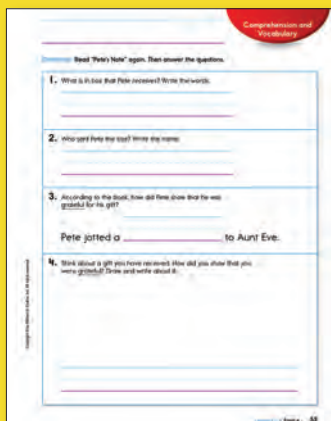 Comprehension and
Vocabulary
Read "Pete's Note" again. Then answer the questions.
1. What is in box that Pete receives? Write the words.
2. Who sent Pete the box? Write the name.
3. According to the book, how did Pete show that he was
grateful for his gift?
Pete jotted a to Aunt Eve.
4. Think about a gift you have received. How did you show that you
were grateful? Draw and write about it.